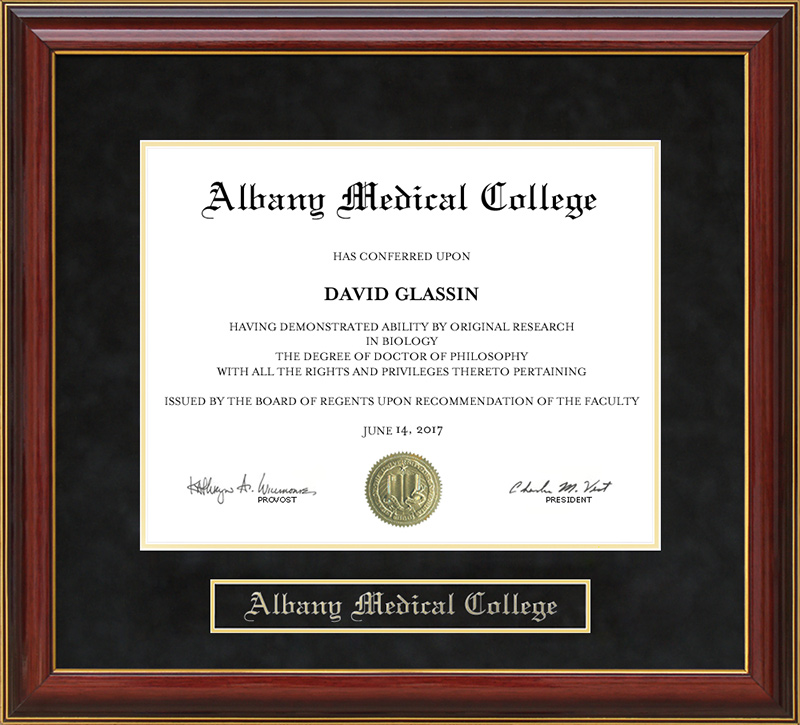 Albany Medical College
HAS CONFERRED UPON
DAVID GLASSIN
HAVING DEMONSTRATED ABILITY BY ORIGINAL RESEARCH
IN BIOLOGY
THE DEGREE OF DOCTOR OF PHILOSOPHY
WITH ALL THE RIGHTS AND PRIVILEGES THERETO PERTAINING
ISSUED BY THE BOARD OF REGENTS UPON RECOMMENDATION OF THE FACULTY
JUNE 14, 2017
Charles M. Vest
PROVOST
PRESIDENT
Albany Medical College